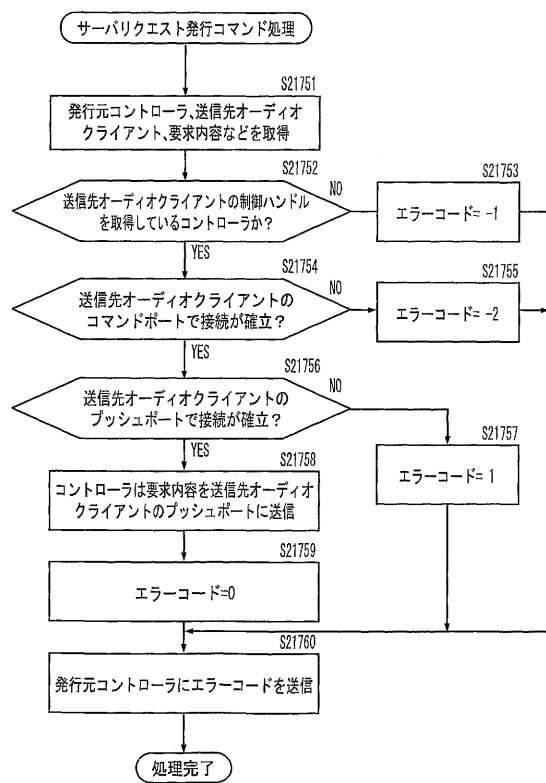 サーバリクエスト発行コマンド処理
S21751
発行元コントローラ、送信先オーディオ
クライアント、要求内容などを取得
S21752
送信先オーディオクライアントの制御ハンドル
を取得しているコントローラか？
NO
S21753
エラーコード= -1
YES
S21754
送信先オーディオクライアントの
コマンドポートで接続が確立？
NO
S21755
エラーコード= -2
YES
S21756
送信先オーディオクライアントの
プッシュポートで接続が確立？
NO
S21757
エラーコード= 1
YES
S21758
コントローラは要求内容を送信先オーディオ
クライアントのプッシュポートに送信
S21759
エラーコード=0
S21760
発行元コントローラにエラーコードを送信
処理完了